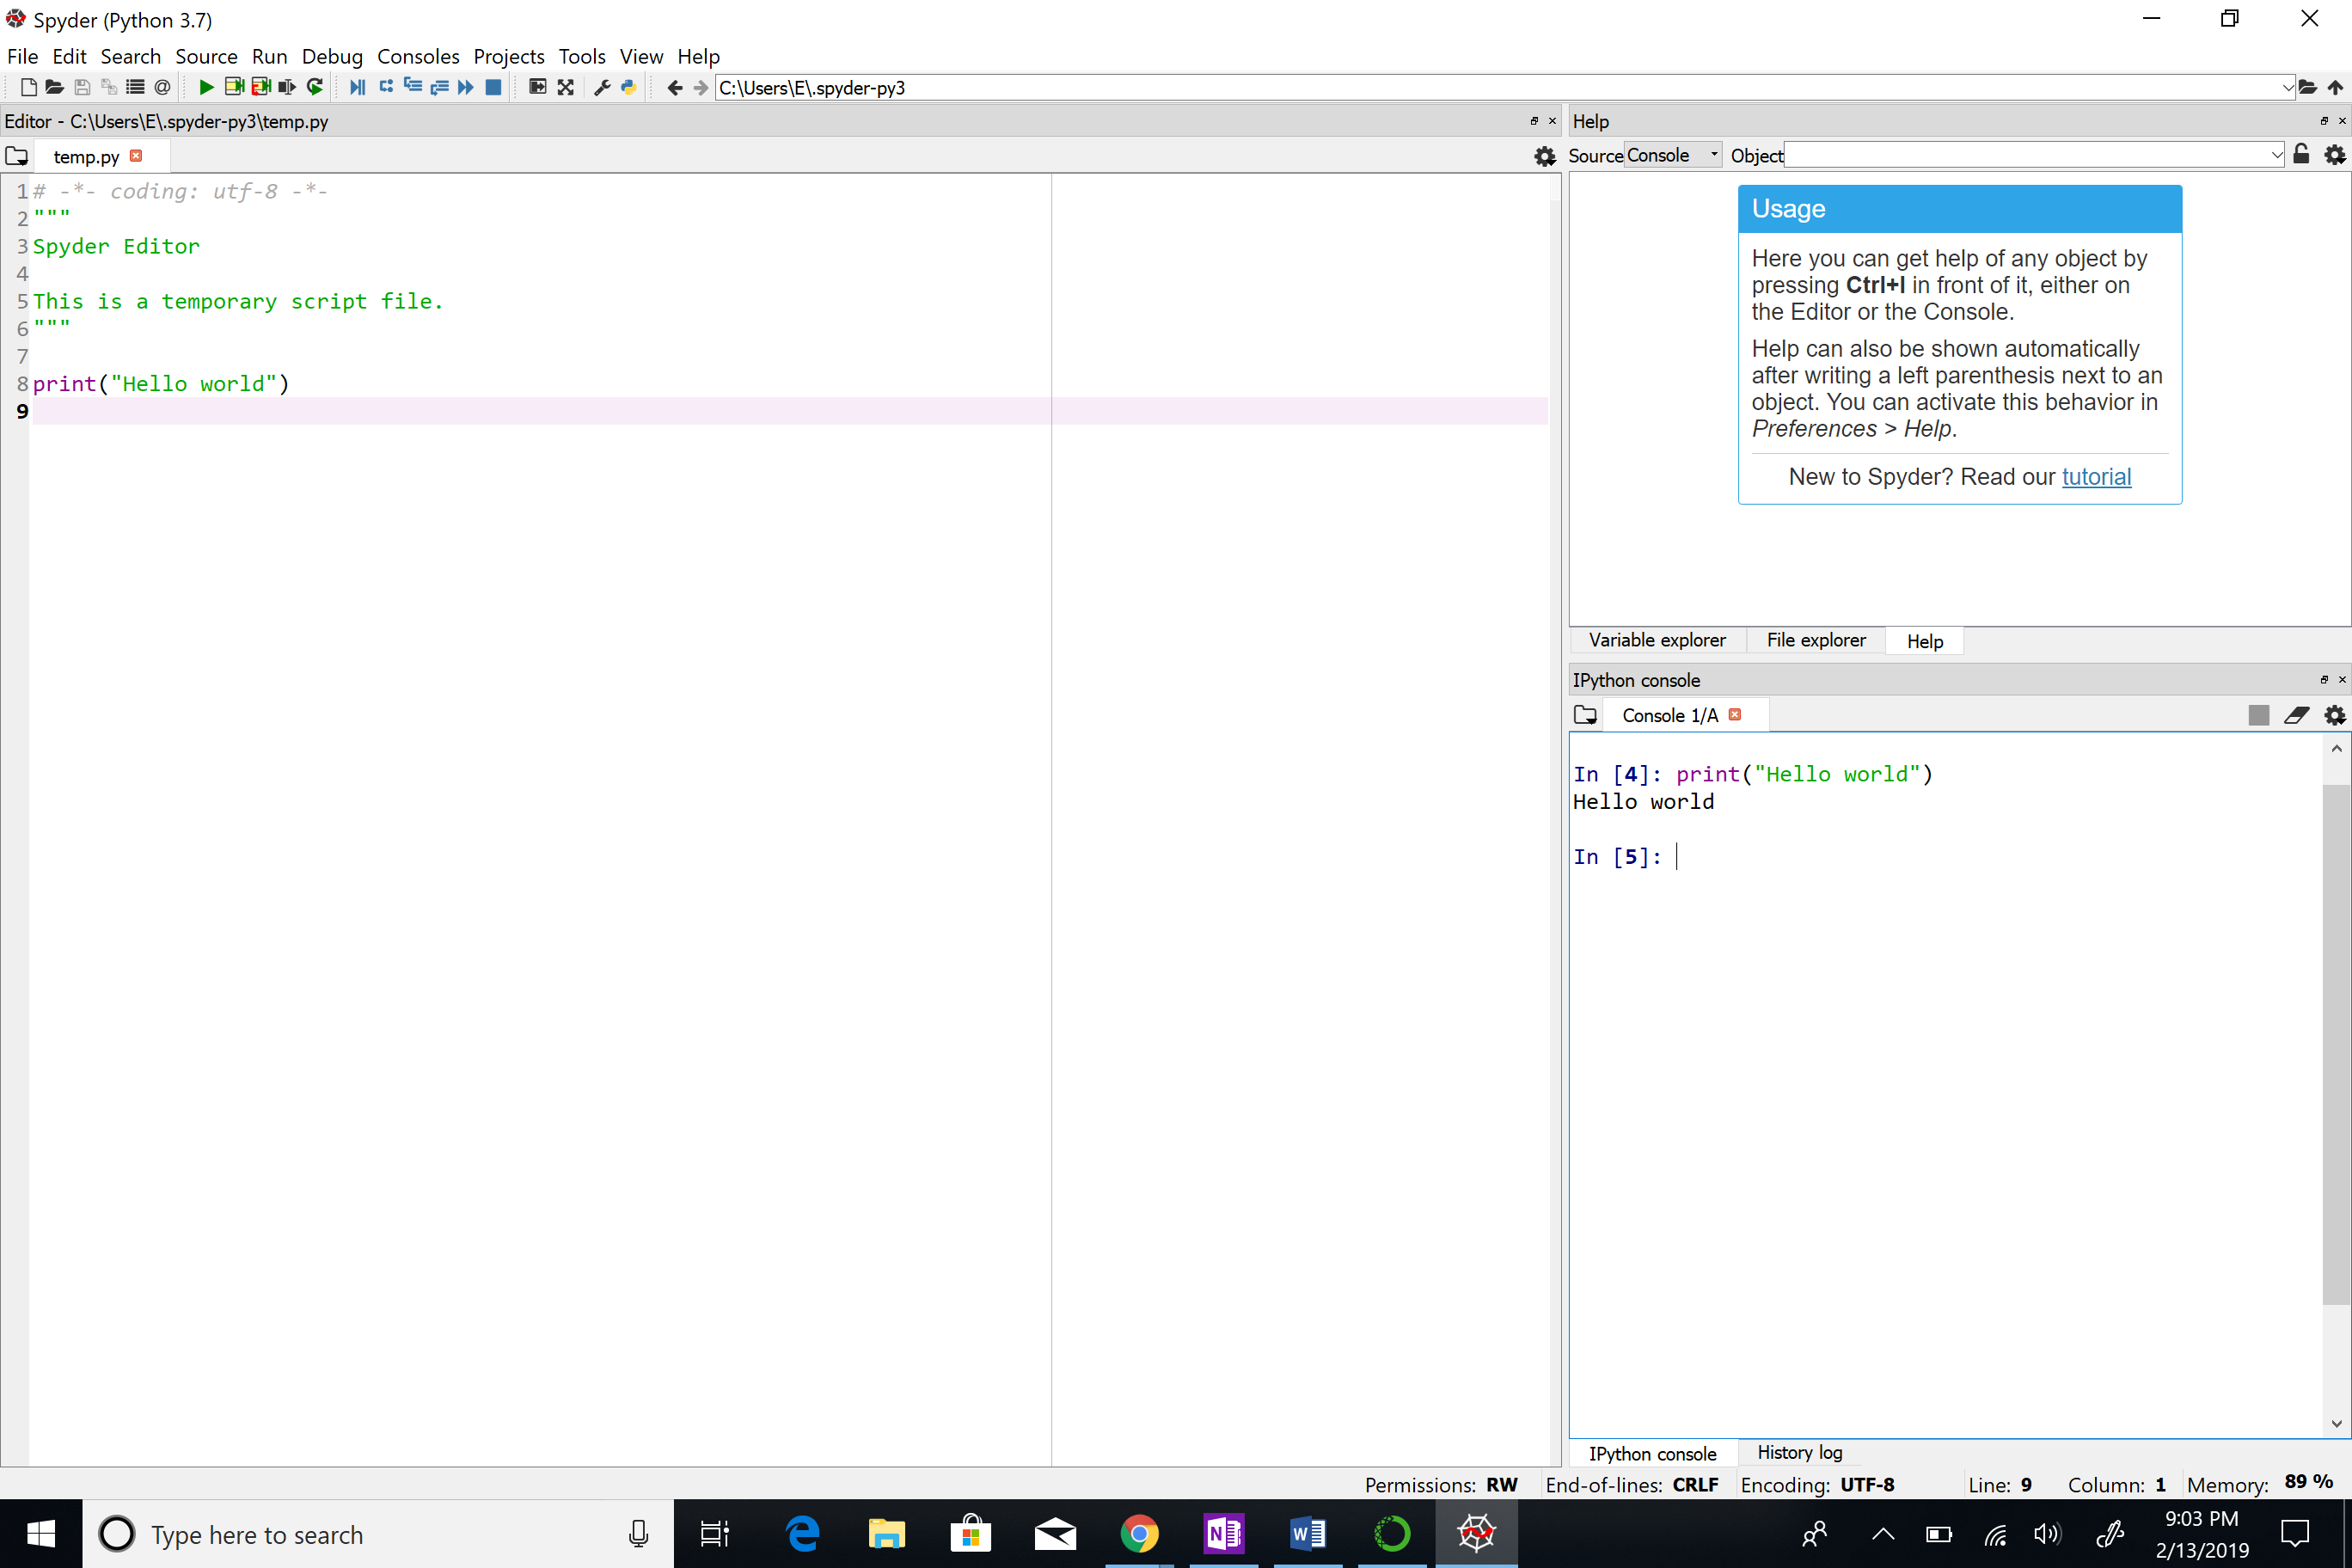 Spyder (Python 3.7)
File Edit Search Source Run Debug Consoles Projects Tools View Help
C:\Users\E\.spyder-py3
Editor - C:\Users\E\.spyder-py3\temp.py
temp.py
1 # -*- coding: utf-8 -*-
2 """
3 Spyder Editor
4
5 This is a temporary script file.
6 """
7
8 print("Hello world")
9
Help
Source Console Object
Usage
Here you can get help of any object by
pressing Ctrl+I in front of it, either on
the Editor or the Console.
Help can also be shown automatically
after writing a left parenthesis next to an
object. You can activate this behavior in
Preferences > Help.
New to Spyder? Read our tutorial
Variable explorer File explorer Help
IPython console
Console 1/A
In [4]: print("Hello world")
Hello world
In [5]:
IPython console History log
Permissions: RW End-of-lines: CRLF Encoding: UTF-8 Line: 9 Column: 1 Memory: 89 %
Type here to search
9:03 PM
2/13/2019